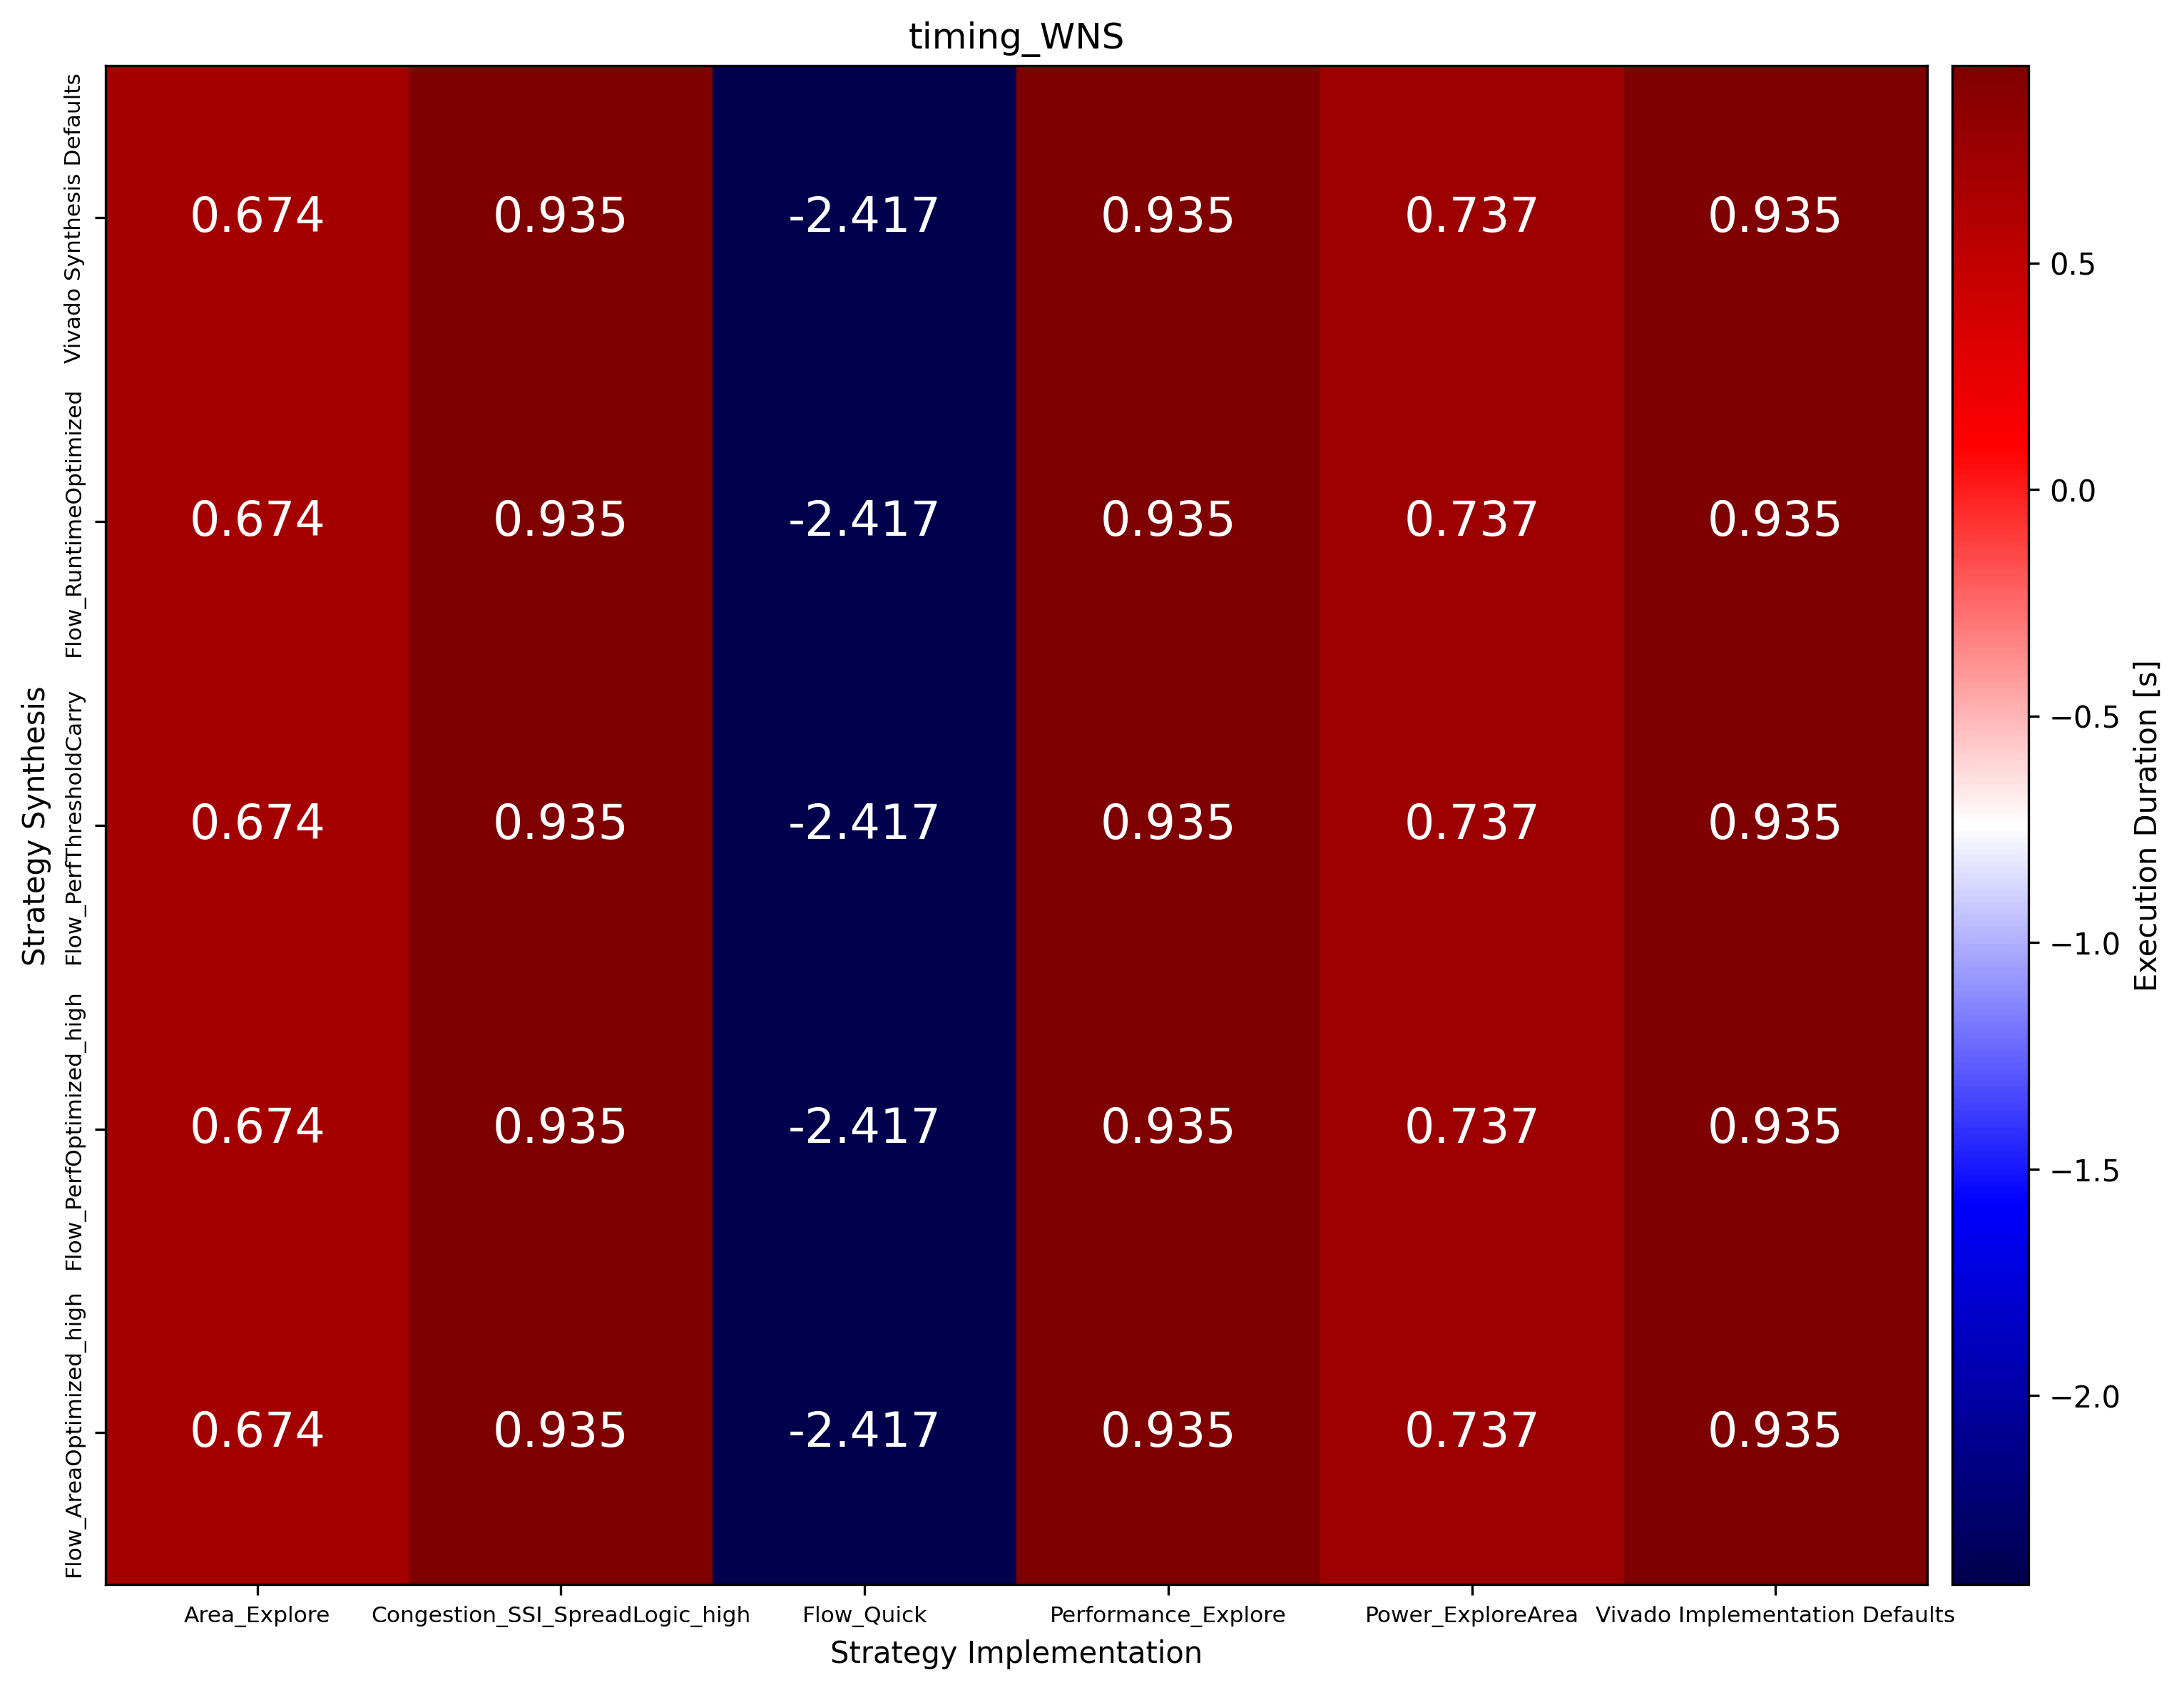 timing_WNS
Strategy Synthesis
Vivado Synthesis Defaults
0.674 0.935 -2.417 0.935 0.737 0.935
Flow_RuntimeOptimized
0.674 0.935 -2.417 0.935 0.737 0.935
Flow_PerfThresholdCarry
0.674 0.935 -2.417 0.935 0.737 0.935
Flow_PerfOptimized_high
0.674 0.935 -2.417 0.935 0.737 0.935
Flow_AreaOptimized_high
0.674 0.935 -2.417 0.935 0.737 0.935
Area_Explore Congestion_SSI_SpreadLogic_high Flow_Quick Performance_Explore Power_ExploreArea Vivado Implementation Defaults
Strategy Implementation
0.5
0.0
−0.5
−1.0
−1.5
−2.0
Execution Duration [s]